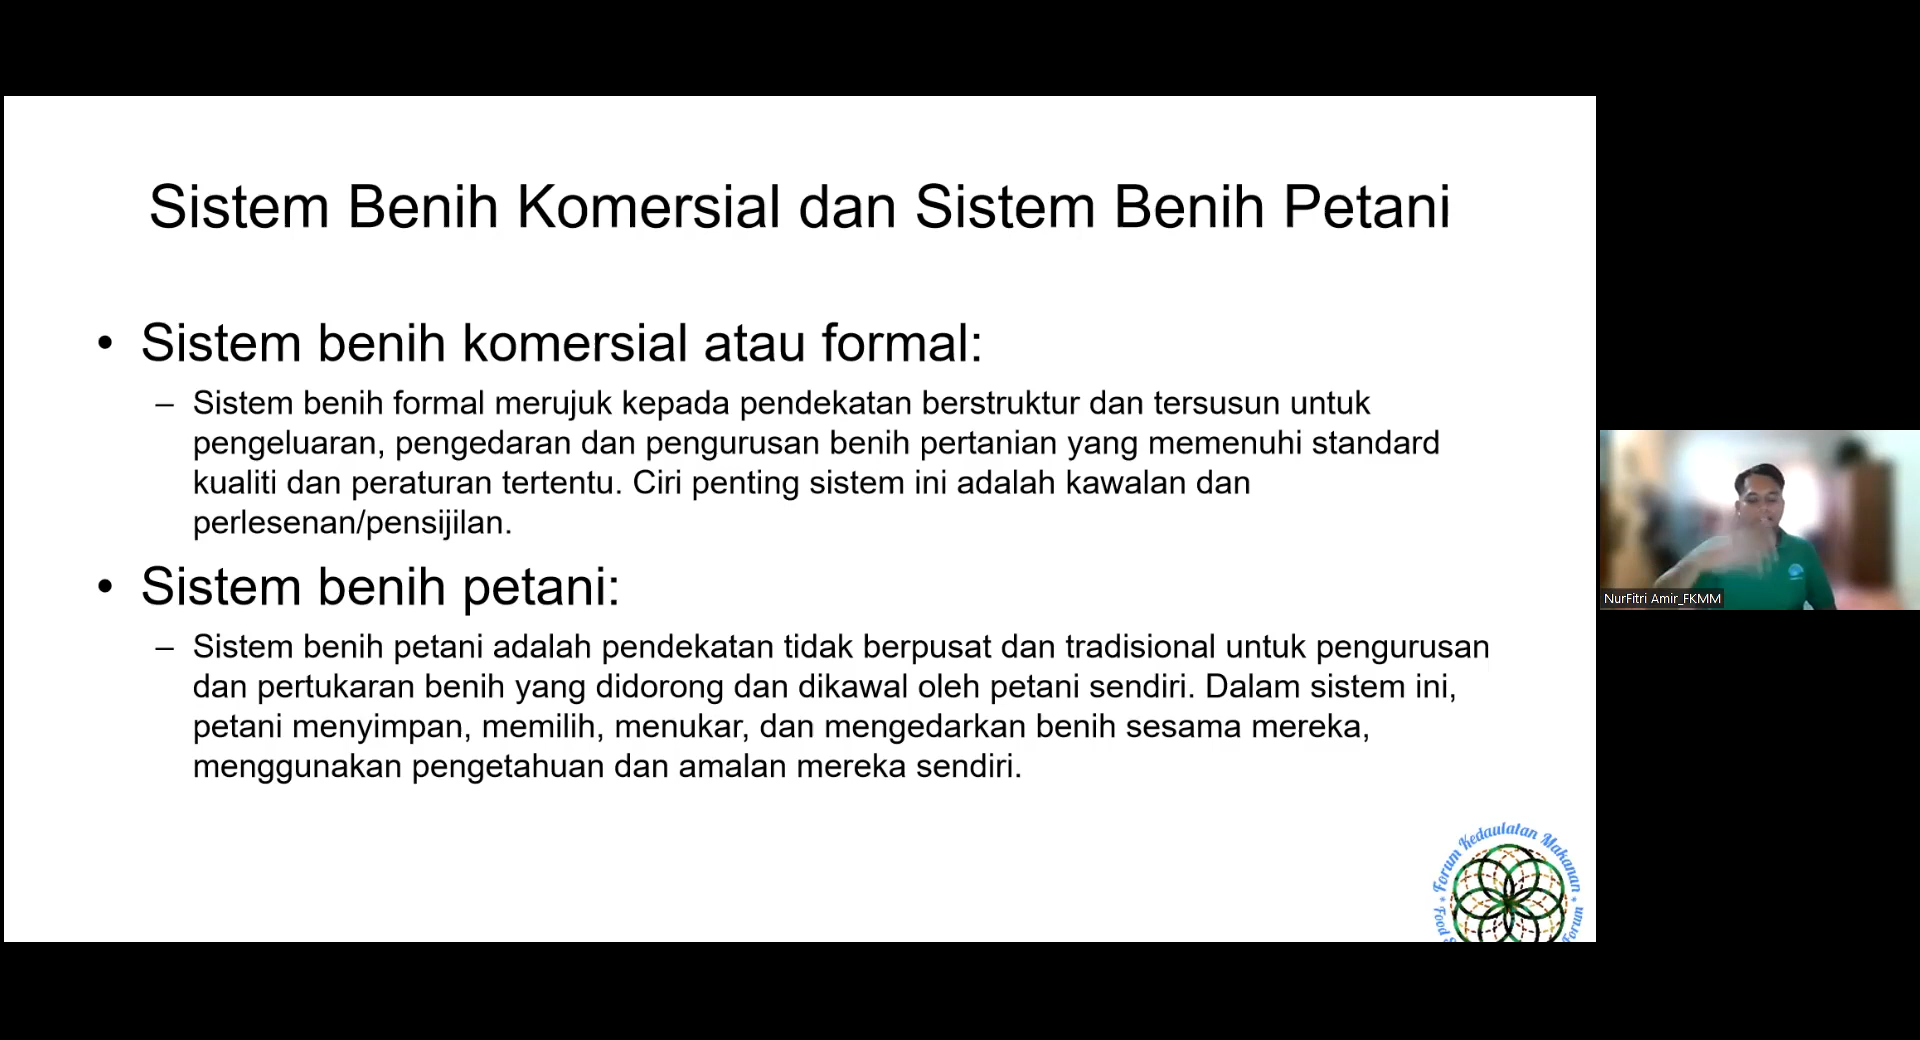 Sistem Benih Komersial dan Sistem Benih Petani
• Sistem benih komersial atau formal:
– Sistem benih formal merujuk kepada pendekatan berstruktur dan tersusun untuk
pengeluaran, pengedaran dan pengurusan benih pertanian yang memenuhi standard
kualiti dan peraturan tertentu. Ciri penting sistem ini adalah kawalan dan
perlesenan/pensijilan.
• Sistem benih petani:
– Sistem benih petani adalah pendekatan tidak berpusat dan tradisional untuk pengurusan
dan pertukaran benih yang didorong dan dikawal oleh petani sendiri. Dalam sistem ini,
petani menyimpan, memilih, menukar, dan mengedarkan benih sesama mereka,
menggunakan pengetahuan dan amalan mereka sendiri.
Forum Kedaulatan Makanan
Food
Forum
NurFitri Amir_FKMM